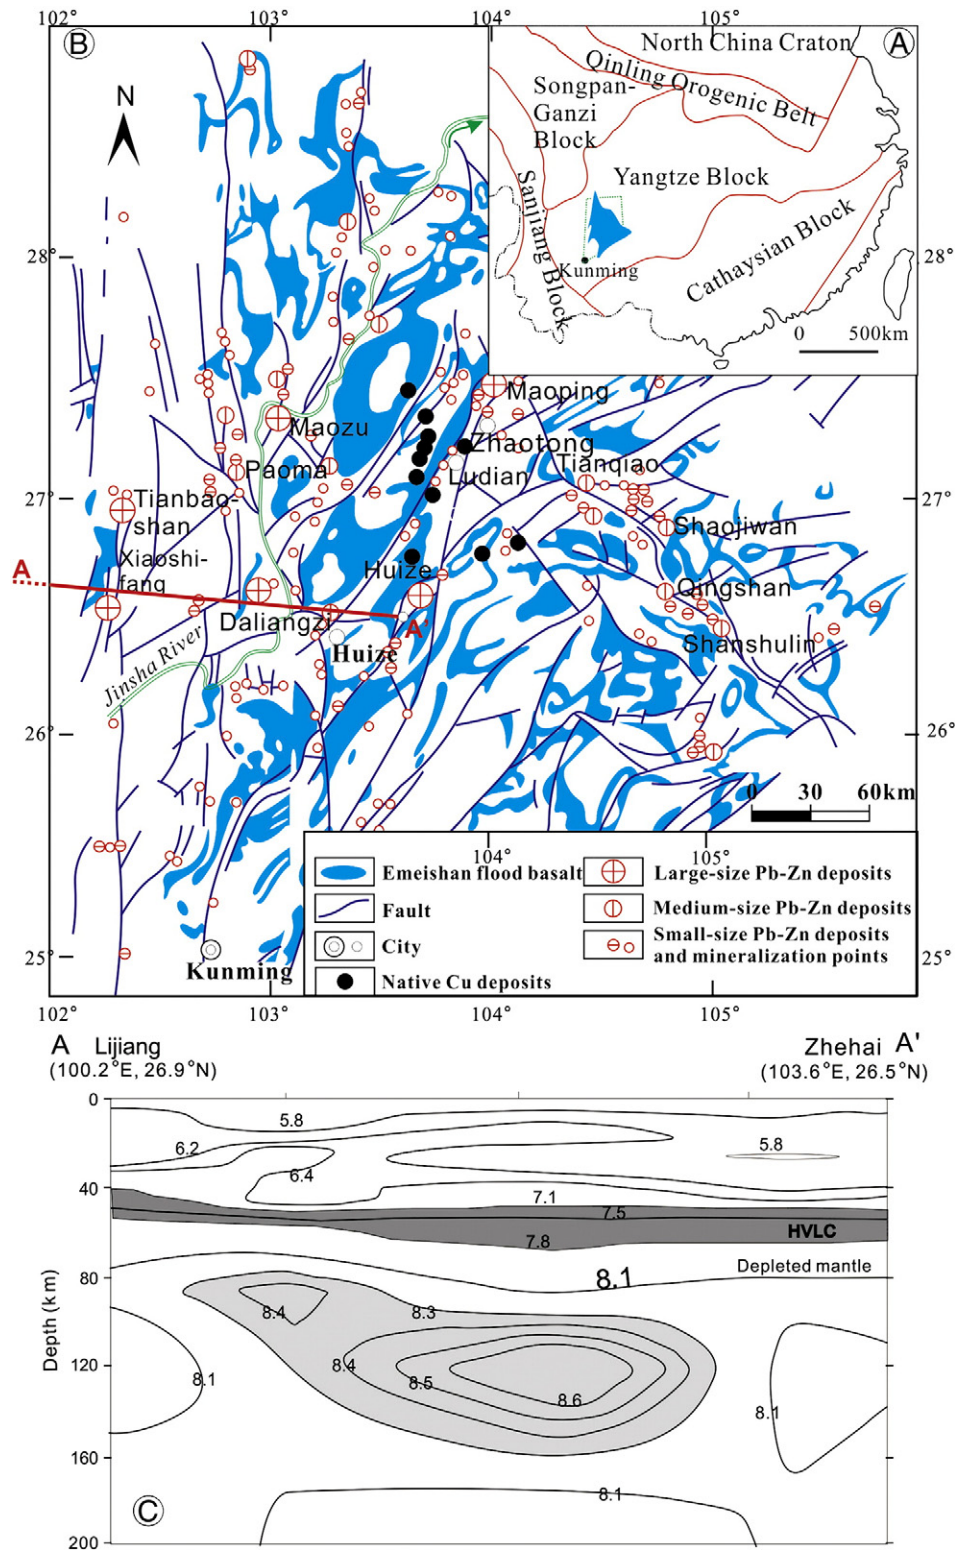 102°
103°
104°
105°
B
A
N
North China Craton
Qinling Orogenic Belt
Songpan-
Ganzi
Block
Yangtze Block
Sanjiang Block
Cathaysian Block
Kunming
0 500km
28°
28°
Maoping
Maozu
Zhaotong
Ludian
Tianqiao
Paoma
27°
27°
Tianbao-
shan
Shaojiwan
Xiaoshi-
fang
Huize
Qingshan
A
A'
Daliangzi
Huize
Shanshulin
Jinsha River
26°
26°
0 30 60km
104°
105°
Emeishan flood basalt
Large-size Pb-Zn deposits
Fault
Medium-size Pb-Zn deposits
City
Small-size Pb-Zn deposits
and mineralization points
Native Cu deposits
25°
25°
Kunming
102°
103°
104°
105°
A Lijiang
(100.2°E, 26.9°N)
Zhehai A'
(103.6°E, 26.5°N)
0
5.8
5.8
6.2
6.4
40
7.1
7.5
HVLC
7.8
Depleted mantle
8.1
80
8.4
8.3
Depth (km)
120
8.4
8.1
8.5
8.6
8.1
160
8.1
C
200